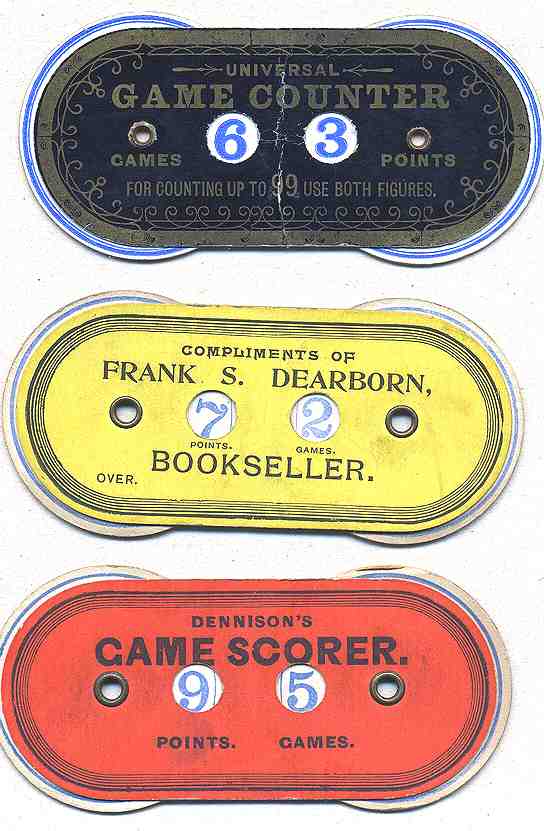 UNIVERSAL
GAME COUNTER
6 3
GAMES POINTS
FOR COUNTING UP TO 99 USE BOTH FIGURES.
COMPLIMENTS OF
FRANK S. DEARBORN,
7 2
POINTS. GAMES.
BOOKSELLER.
OVER.
DENNISON'S
GAME SCORER.
9 5
POINTS. GAMES.